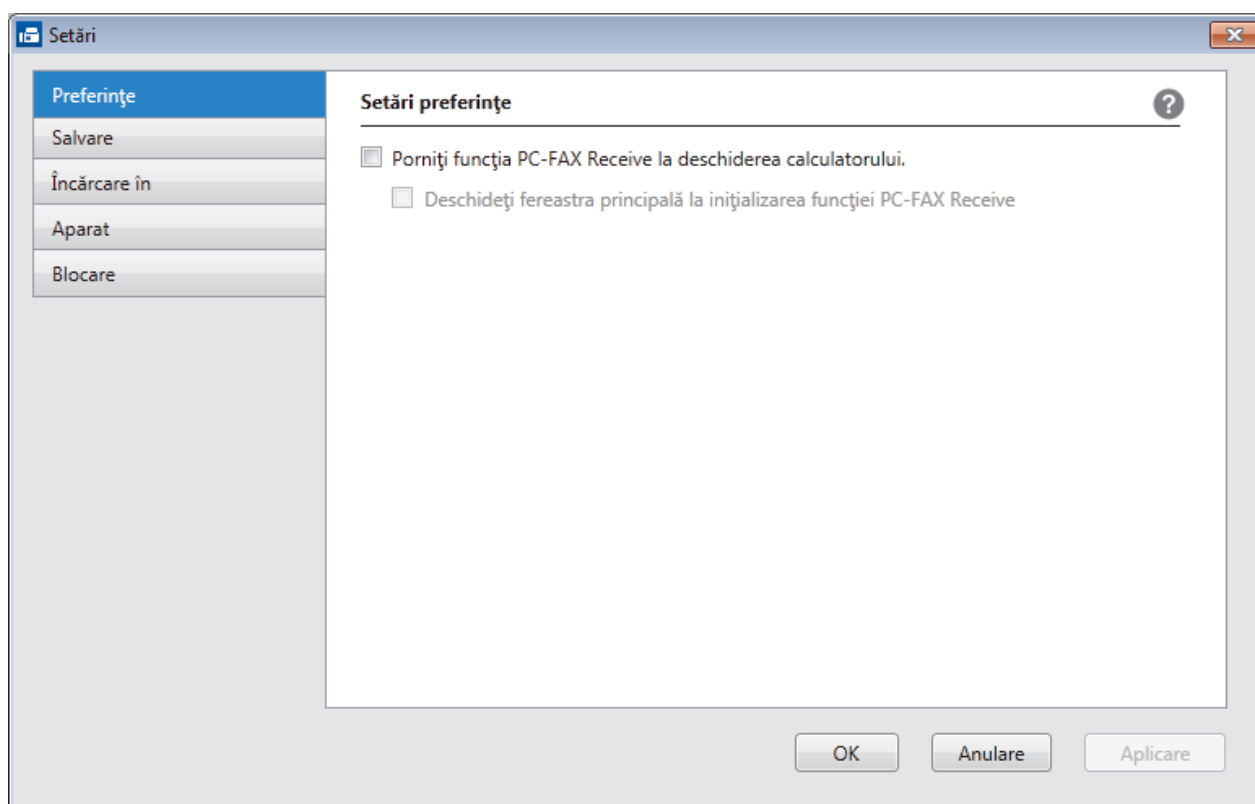 Setări
Preferinţe
Salvare
Încărcare în
Aparat
Blocare
Setări preferinţe
?
Porniţi funcţia PC-FAX Receive la deschiderea calculatorului.
Deschideţi fereastra principală la iniţializarea funcţiei PC-FAX Receive
OK
Anulare
Aplicare